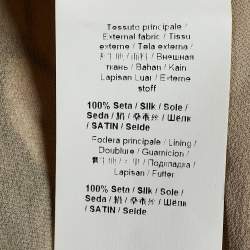 Tessuto principale /
External fabric / Tissu
externe / Tela externa /
Внешная
ткань / Bahan / Kain
Lapisan Luar / Externe
stoff
100% Seta / Silk / Soie /
Seda / / Шёлк
/ SATIN / Seide
Fodera principale / Lining /
Doublure / Guarnicion /
/ Подкладка /
Lapisan / Futter
100% Seta / Silk / Soie /
Seda / / Шёлк
/ SATIN / Seide